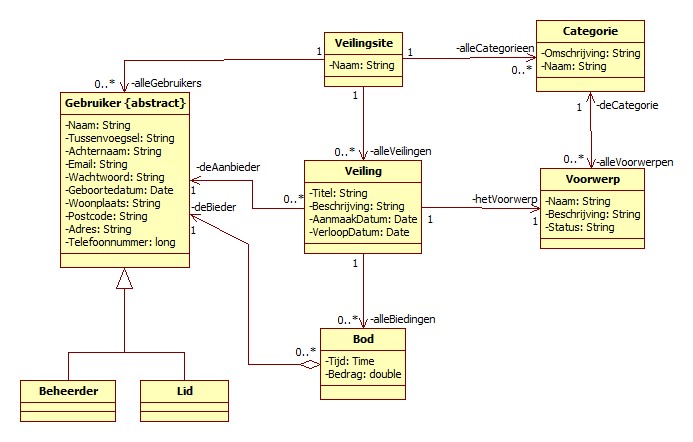 Veilingsite
-Naam: String
Categorie
-Omschrijving: String
-Naam: String
1
1
-alleCategorieen
0..*
0..*
-alleGebruikers
1
Gebruiker {abstract}
-Naam: String
-Tussenvoegsel: String
-Achternaam: String
-Email: String
-Wachtwoord: String
-Geboortedatum: Date
-Woonplaats: String
-Postcode: String
-Adres: String
-Telefoonnummer: long
1
-deCategorie
0..*
-alleVeilingen
0..*
-alleVoorwerpen
-deAanbieder
1
0..*
Veiling
-Titel: String
-Beschrijving: String
-AanmaakDatum: Date
-VerloopDatum: Date
-hetVoorwerp
1
1
Voorwerp
-Naam: String
-Beschrijving: String
-Status: String
-deBieder
1
1
0..*
-alleBiedingen
0..*
Bod
-Tijd: Time
-Bedrag: double
Beheerder
Lid